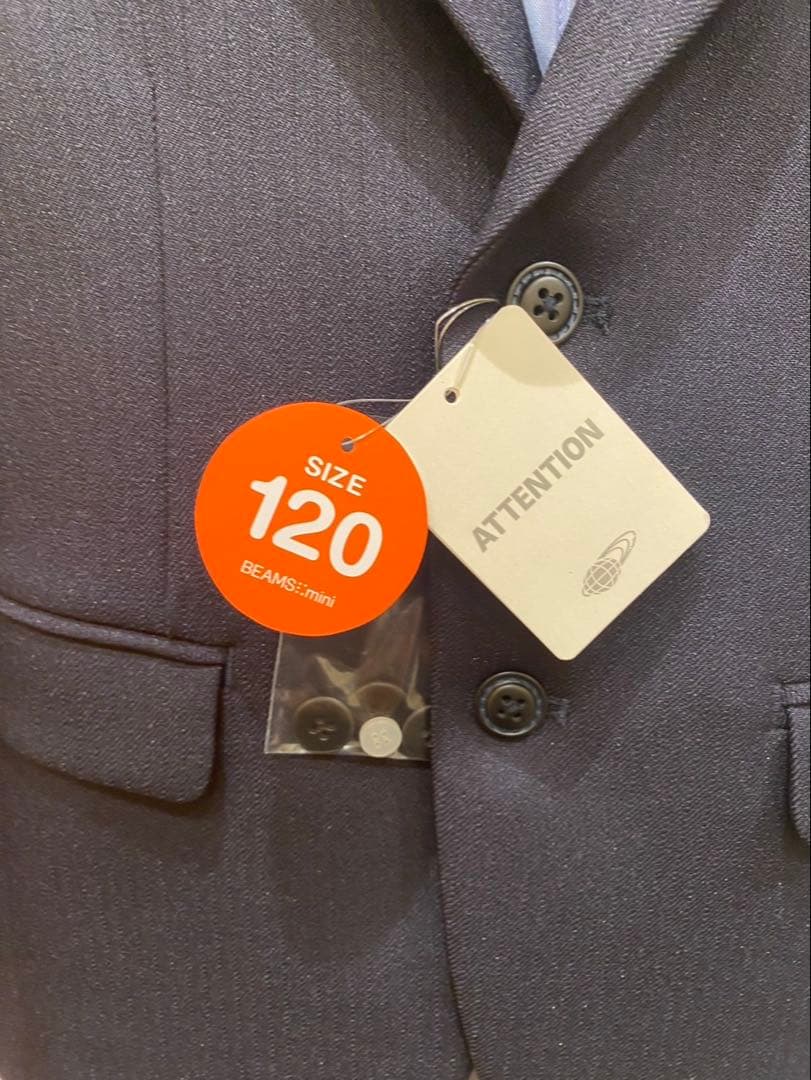 SIZE
120
BEAMS mini
ATTENTION